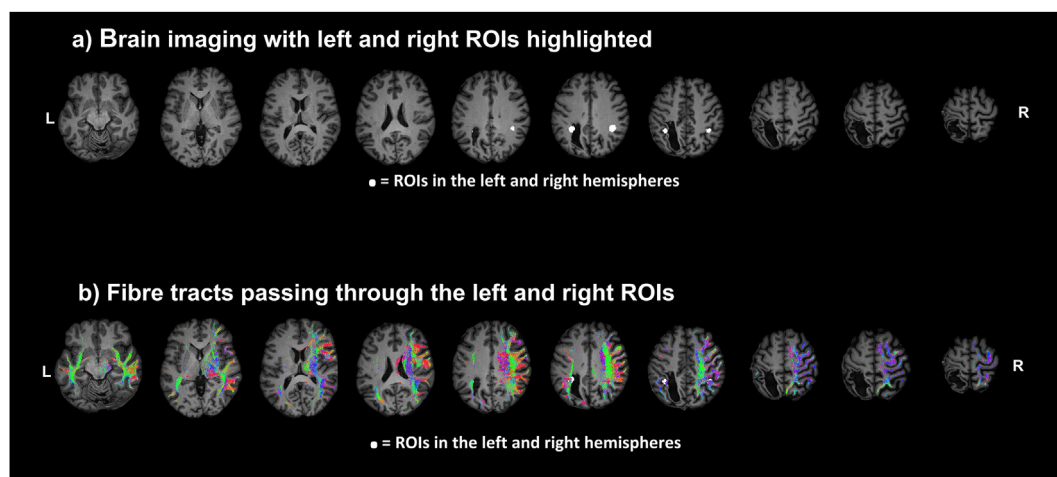 a) Brain imaging with left and right ROIs highlighted
L
R
= ROIs in the left and right hemispheres
b) Fibre tracts passing through the left and right ROIs
L
R
= ROIs in the left and right hemispheres